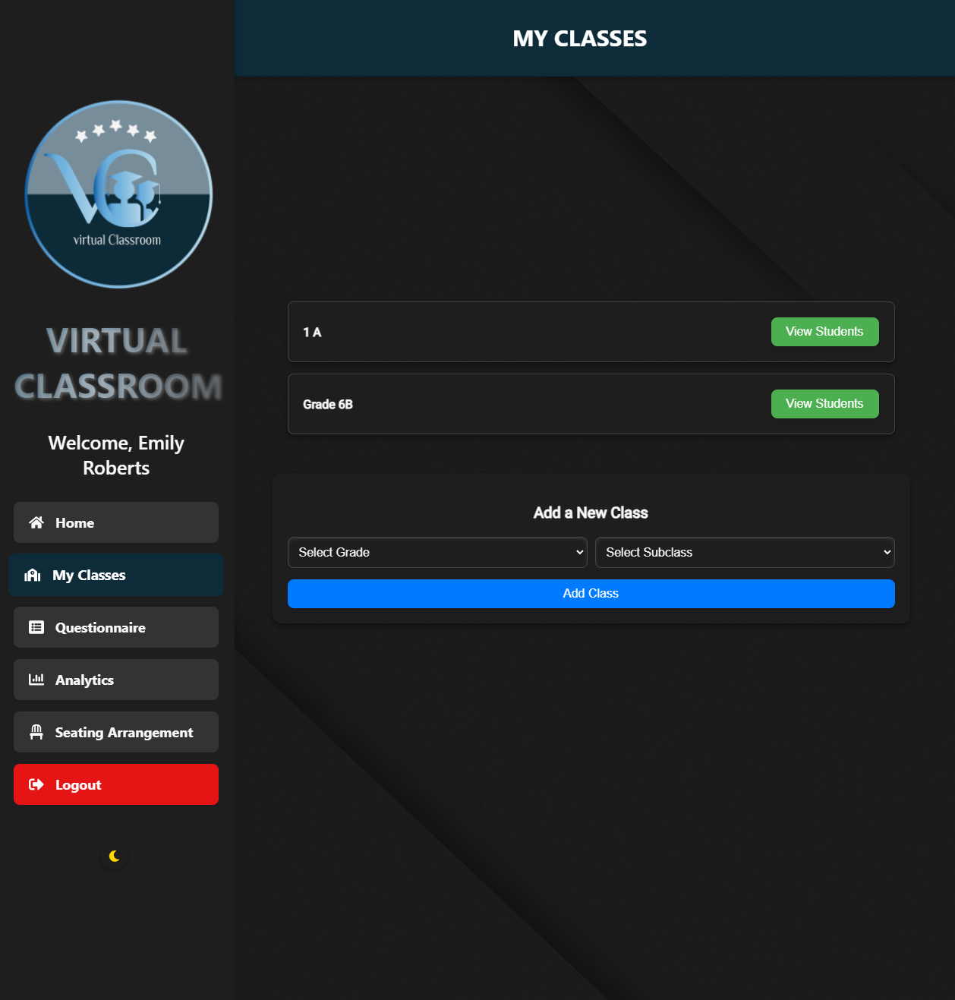 MY CLASSES
virtual Classroom
VIRTUAL
CLASSROOM
Welcome, Emily
Roberts
Home
My Classes
Questionnaire
Analytics
Seating Arrangement
Logout
1 A
View Students
Grade 6B
View Students
Add a New Class
Select Grade
Select Subclass
Add Class